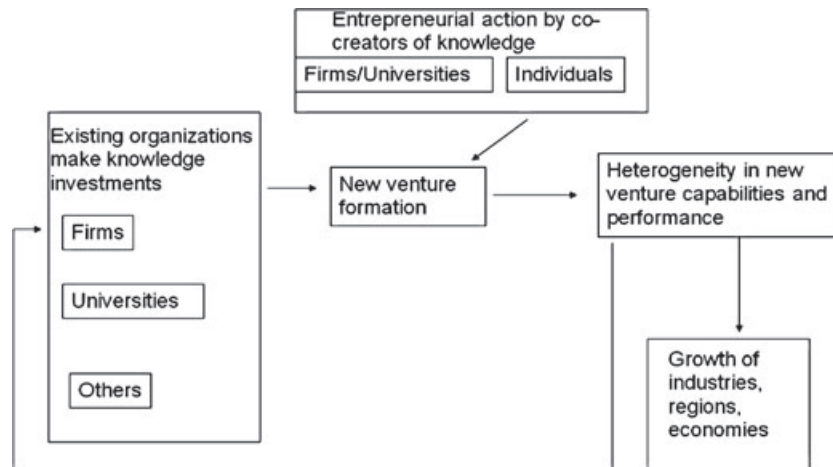 Entrepreneurial action by co-
creators of knowledge
Firms/Universities
Individuals
Existing organizations
make knowledge
investments
Firms
Universities
Others
New venture
formation
Heterogeneity in new
venture capabilities and
performance
Growth of
industries,
regions,
economies